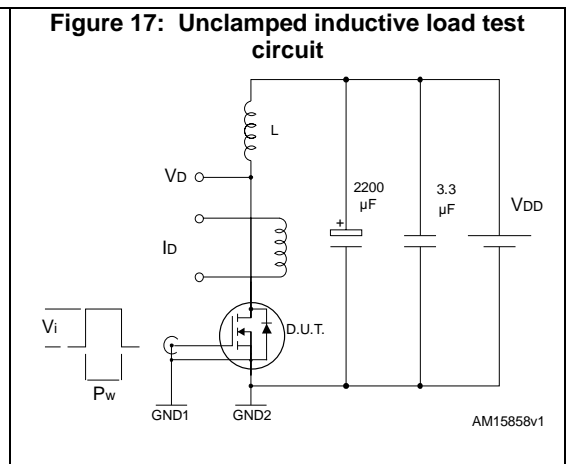 Figure 17: Unclamped inductive load test
circuit
L
VD
2200
µF
3.3
µF
VDD
+
ID
Vi
D.U.T.
Pw
GND1
GND2
AM15858v1